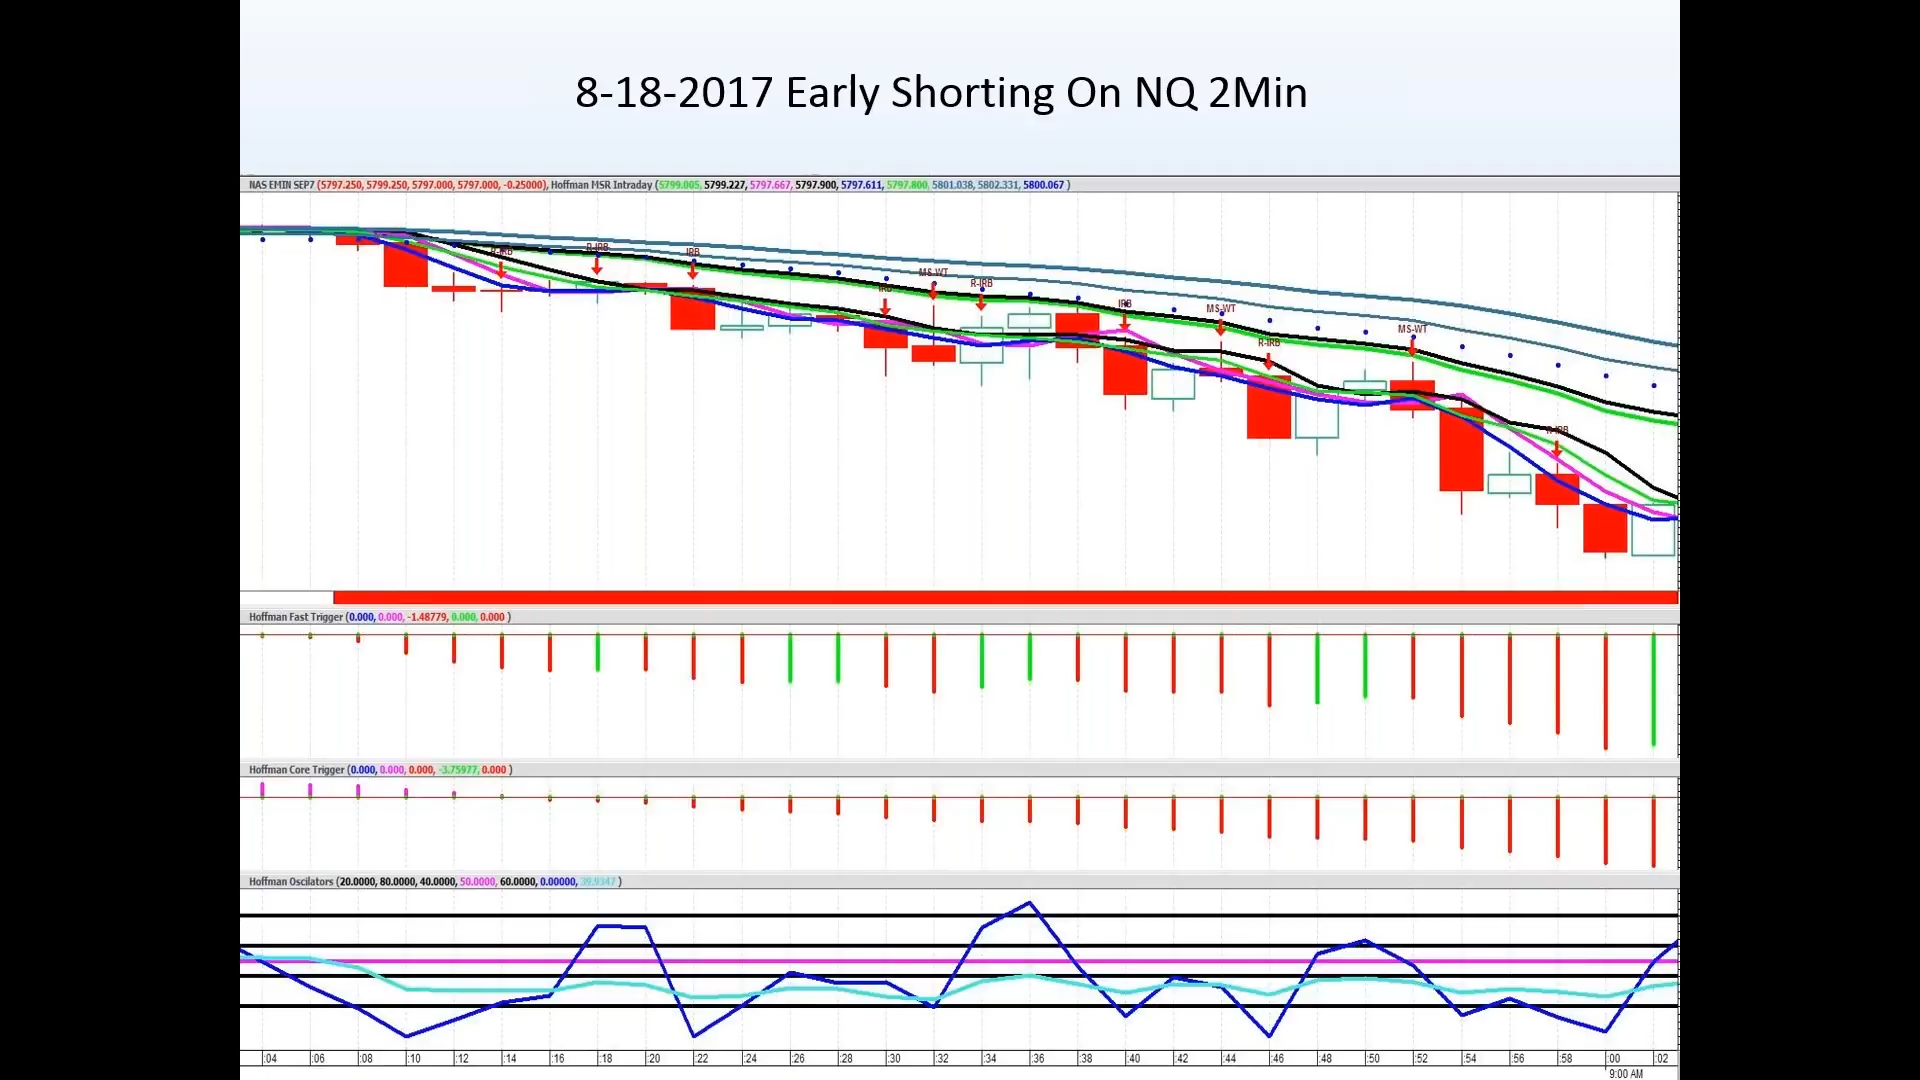 8-18-2017 Early Shorting On NQ 2Min
NAS EMIN SEP7 (5797.250, 5799.250, 5797.000, 5797.000, -0.25000), Hoffman MSR Intraday (5799.005, 5799.227, 5797.667, 5797.900, 5797.611, 5797.800, 5801.038, 5802.331, 5800.067 )
R-IRB
R-IRB
IRB
IRB
MS-WT
R-IRB
IRB
MS-WT
R-IRB
MS-WT
R-IRB
Hoffman Fast Trigger (0.000, 0.000, -1.48779, 0.000, 0.000 )
Hoffman Core Trigger (0.000, 0.000, 0.000, -3.75977, 0.000 )
Hoffman Oscilators (20.0000, 80.0000, 40.0000, 50.0000, 60.0000, 0.00000, 39.9347 )
:04 :06 :08 :10 :12 :14 :16 :18 :20 :22 :24 :26 :28 :30 :32 :34 :36 :38 :40 :42 :44 :46 :48 :50 :52 :54 :56 :58 :00 :02
9:00 AM